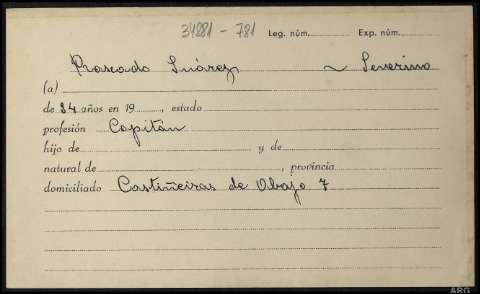 34881 - 781 Leg. núm. Exp. núm.
Rosado Suárez ~ Severino
(a)
de 34 años en 19, estado
profesión Capitán
hijo de y de
natural de, provincia
domiciliado Castiñeiras de Abajo 7
ARG